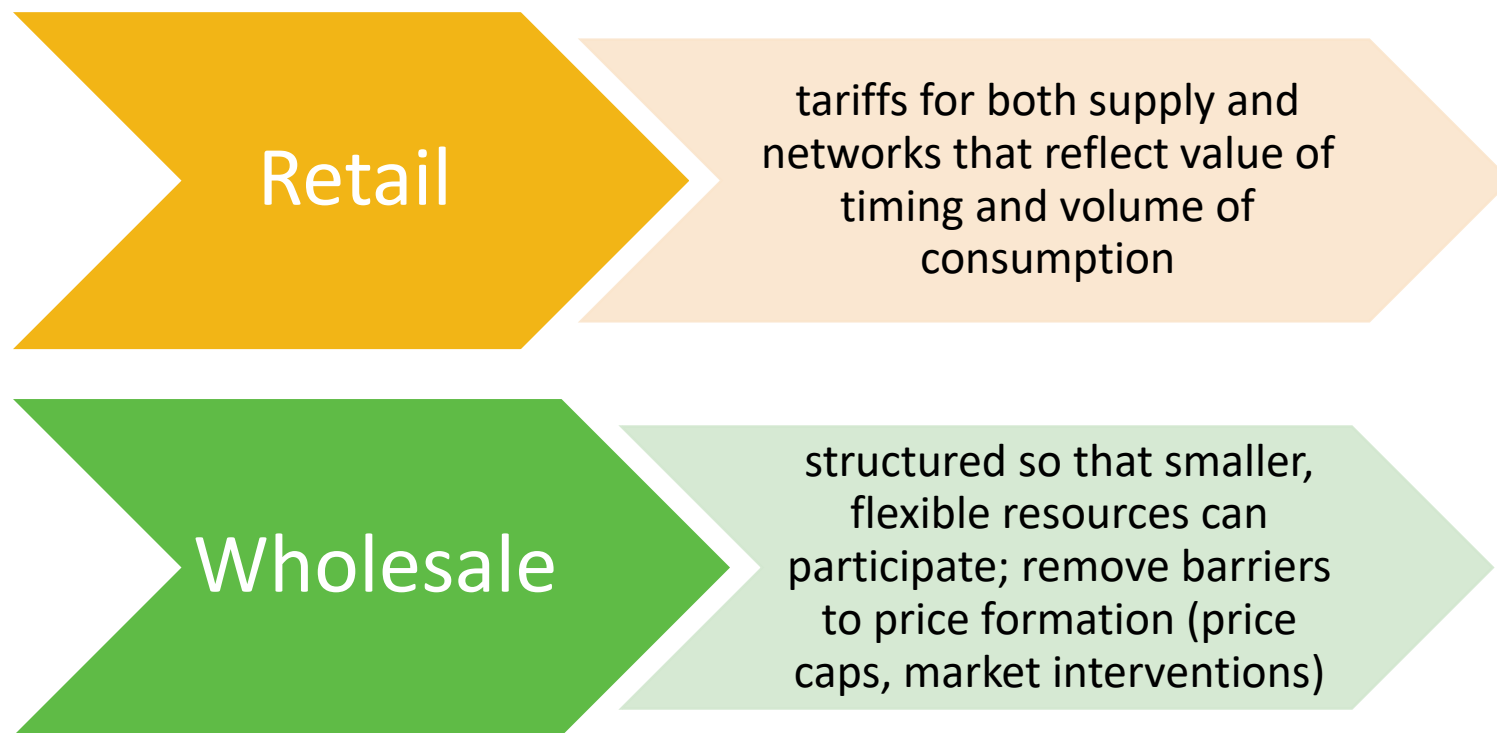 Retail
tariffs for both supply and
networks that reflect value of
timing and volume of
consumption
Wholesale
structured so that smaller,
flexible resources can
participate; remove barriers
to price formation (price
caps, market interventions)